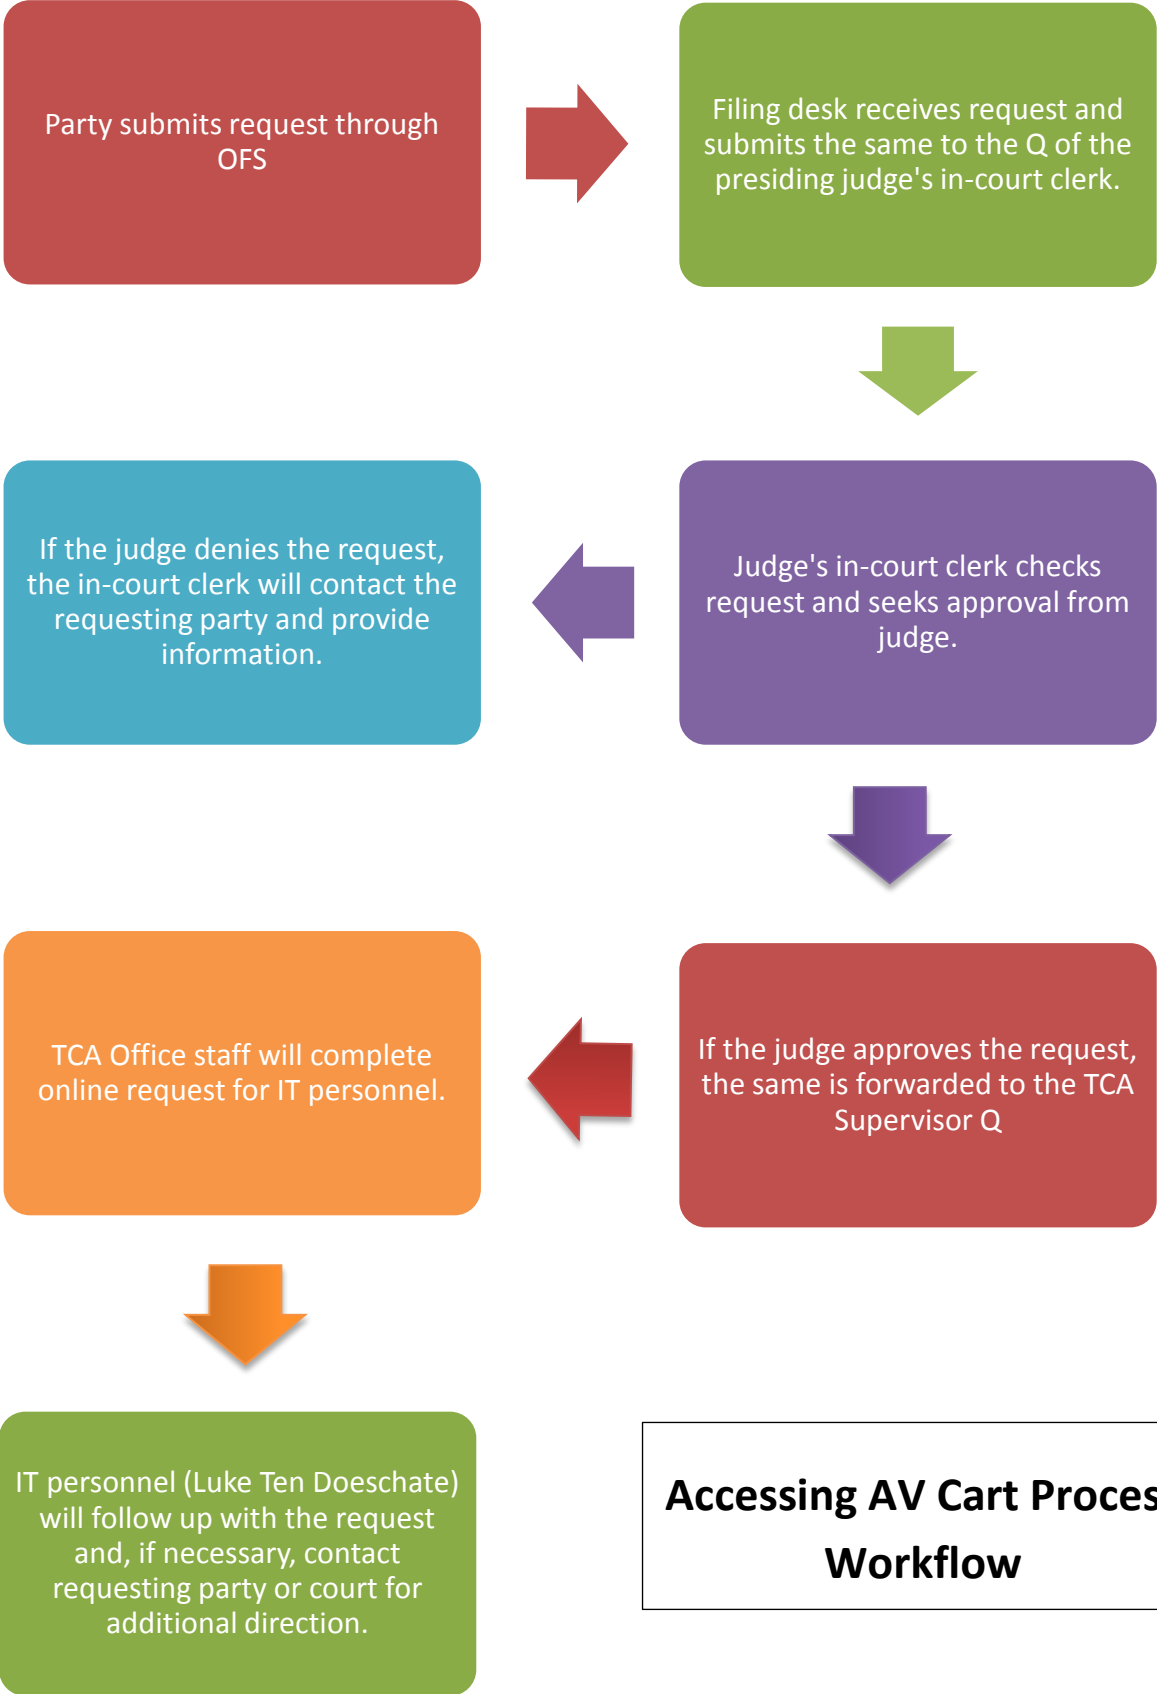 Party submits request through
OFS
Filing desk receives request and
submits the same to the Q of the
presiding judge's in-court clerk.
If the judge denies the request,
the in-court clerk will contact the
requesting party and provide
information.
Judge's in-court clerk checks
request and seeks approval from
judge.
TCA Office staff will complete
online request for IT personnel.
If the judge approves the request,
the same is forwarded to the TCA
Supervisor Q
IT personnel (Luke Ten Doeschate)
will follow up with the request
and, if necessary, contact
requesting party or court for
additional direction.
Accessing AV Cart Proces
Workflow